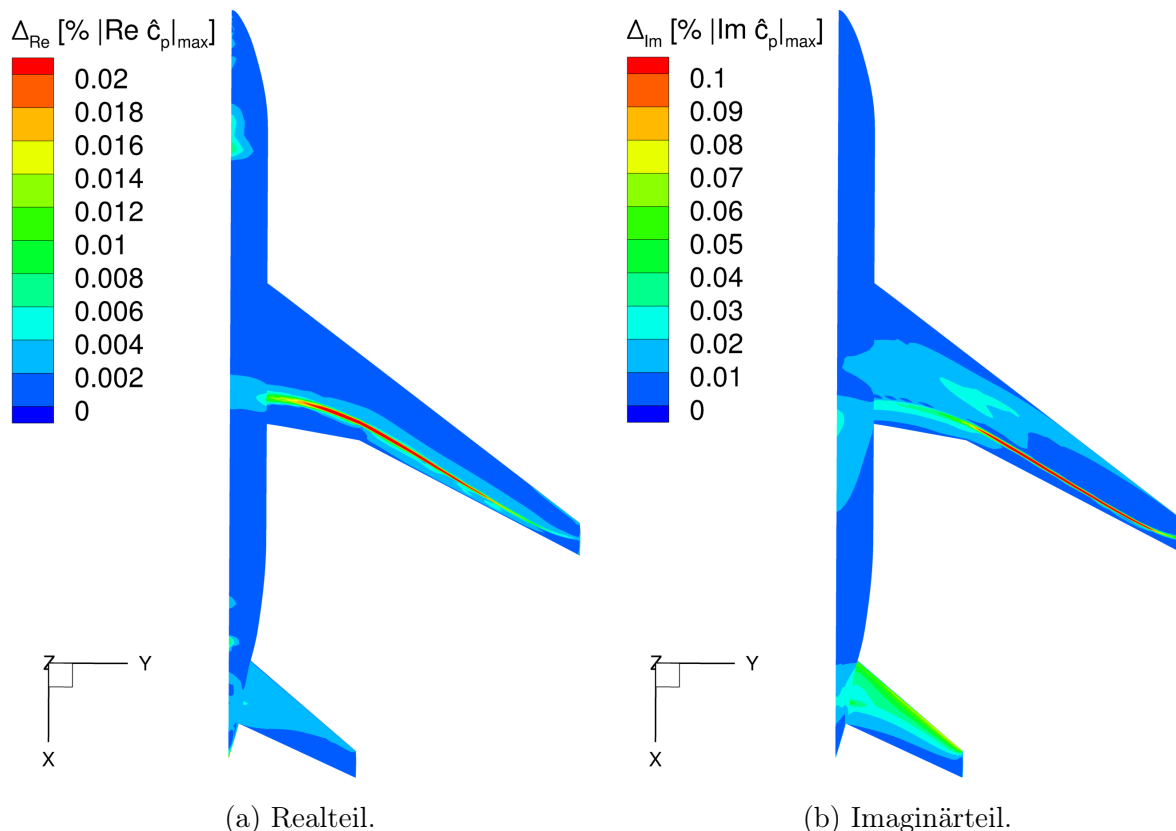 Δ_Re [% |Re ĉ_p|_max]
0.02
0.018
0.016
0.014
0.012
0.01
0.008
0.006
0.004
0.002
0
Z Y
X
(a) Realteil.
Δ_Im [% |Im ĉ_p|_max]
0.1
0.09
0.08
0.07
0.06
0.05
0.04
0.03
0.02
0.01
0
Z Y
X
(b) Imaginärteil.